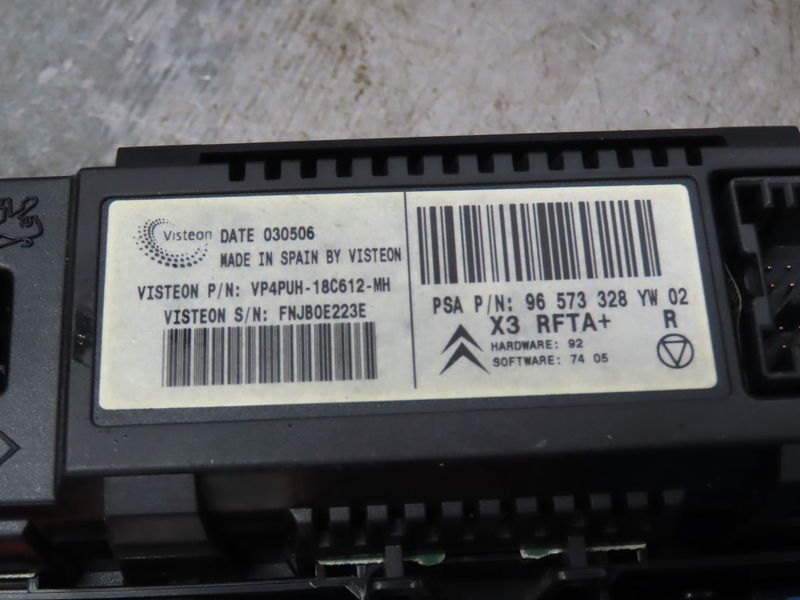 Visteon DATE 030506
MADE IN SPAIN BY VISTEON
VISTEON P/N: VP4PUH-18C612-MH
VISTEON S/N: FNJB0E223E
PSA P/N: 96 573 328 YW 02
X3 RFTA+ R
HARDWARE: 92
SOFTWARE: 74 05